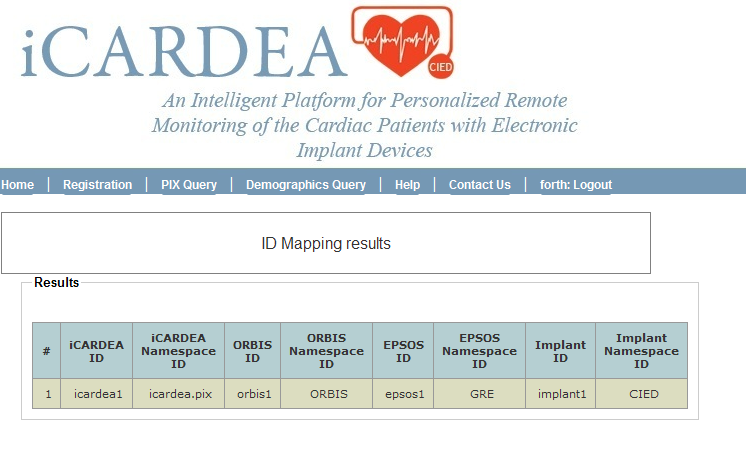 iCARDEA
CIED
An Intelligent Platform for Personalized Remote
Monitoring of the Cardiac Patients with Electronic
Implant Devices
Home | Registration | PIX Query | Demographics Query | Help | Contact Us | forth: Logout
ID Mapping results
Results
# iCARDEA ID iCARDEA Namespace ID ORBIS ID ORBIS Namespace ID EPSOS ID EPSOS Namespace ID Implant ID Implant Namespace ID
1 icardea1 icardea.pix orbis1 ORBIS epsos1 GRE implant1 CIED